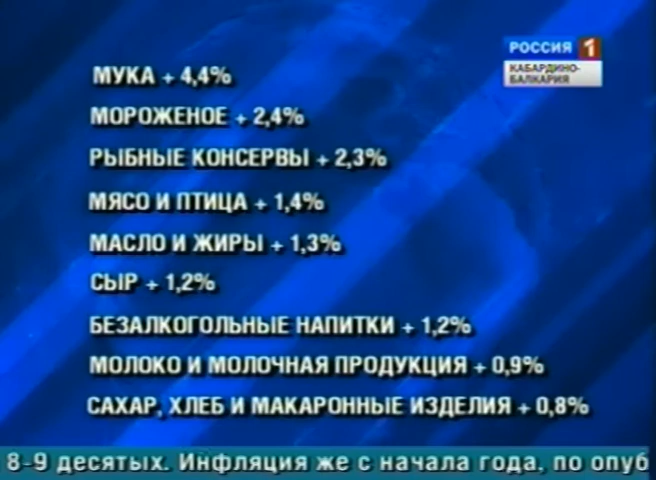 РОССИЯ 1
КАБАРДИНО-
БАЛКАРИЯ
МУКА + 4,4%
МОРОЖЕНОЕ + 2,4%
РЫБНЫЕ КОНСЕРВЫ + 2,3%
МЯСО И ПТИЦА + 1,4%
МАСЛО И ЖИРЫ + 1,3%
СЫР + 1,2%
БЕЗАЛКОГОЛЬНЫЕ НАПИТКИ + 1,2%
МОЛОКО И МОЛОЧНАЯ ПРОДУКЦИЯ + 0,9%
САХАР, ХЛЕБ И МАКАРОННЫЕ ИЗДЕЛИЯ + 0,8%
8-9 десятых. Инфляция же с начала года, по опуб